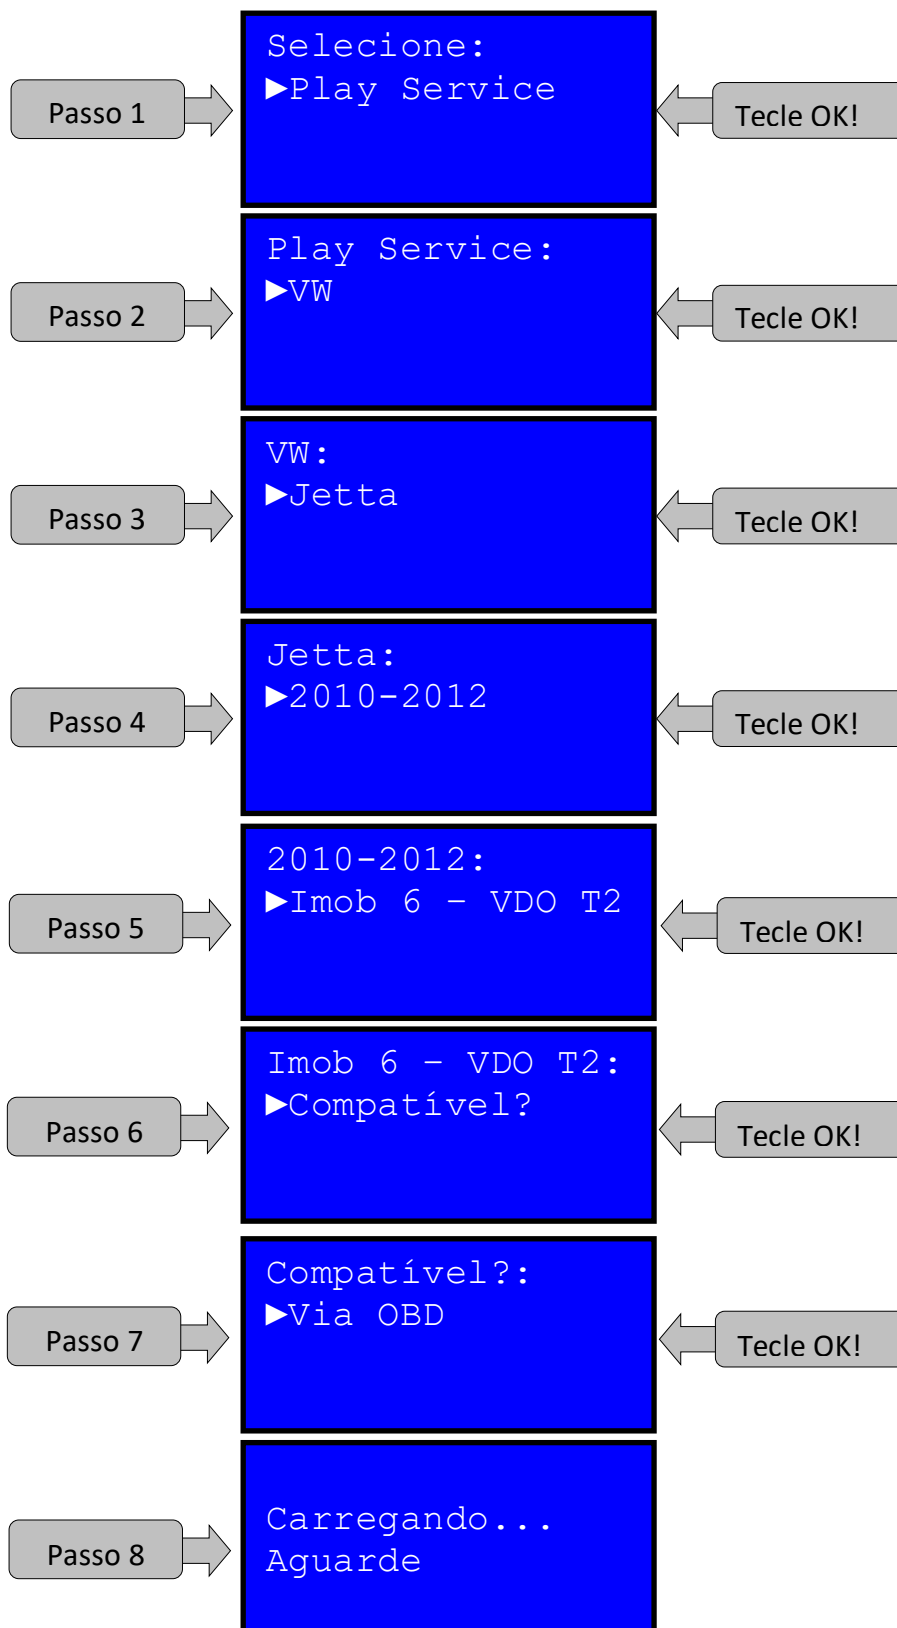 Selecione:
Passo 1
►Play Service
Tecle OK!
Play Service:
Passo 2
►VW
Tecle OK!
VW:
Passo 3
►Jetta
Tecle OK!
Jetta:
Passo 4
►2010-2012
Tecle OK!
2010-2012:
Passo 5
►Imob 6 – VDO T2
Tecle OK!
Imob 6 – VDO T2:
Passo 6
►Compatível?
Tecle OK!
Compatível?:
Passo 7
►Via OBD
Tecle OK!
Passo 8
Carregando...
Aguarde